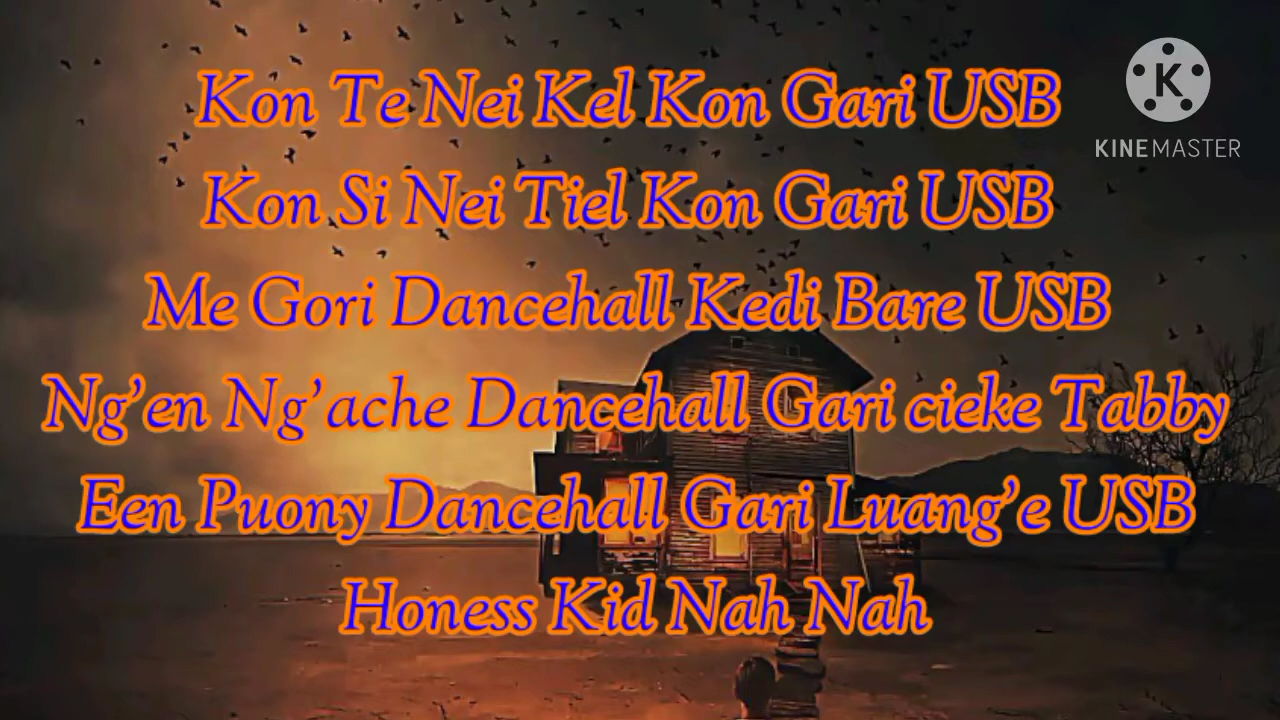 Kon Te Nei Kel Kon Gari USB
Kon Si Nei Tiel Kon Gari USB
Me Gori Dancehall Kedi Bare USB
Ng'en Ng'ache Dancehall Gari cieke Tabby
Een Puony Dancehall Gari Luang'e USB
Honess Kid Nah Nah
K
KINEMASTER